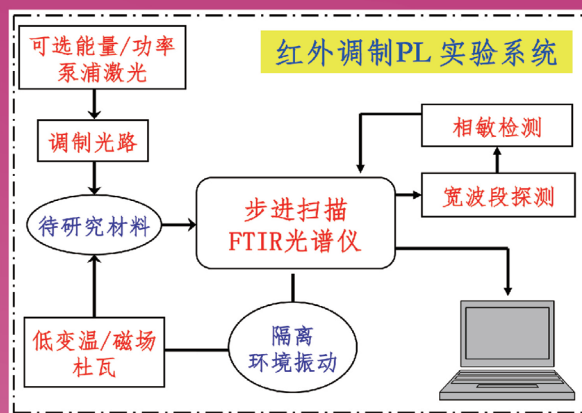 可选能量/功率
泵浦激光
红外调制PL 实验系统
调制光路
相敏检测
待研究材料
步进扫描
FTIR光谱仪
宽波段探测
低变温/磁场
杜瓦
隔离
环境振动